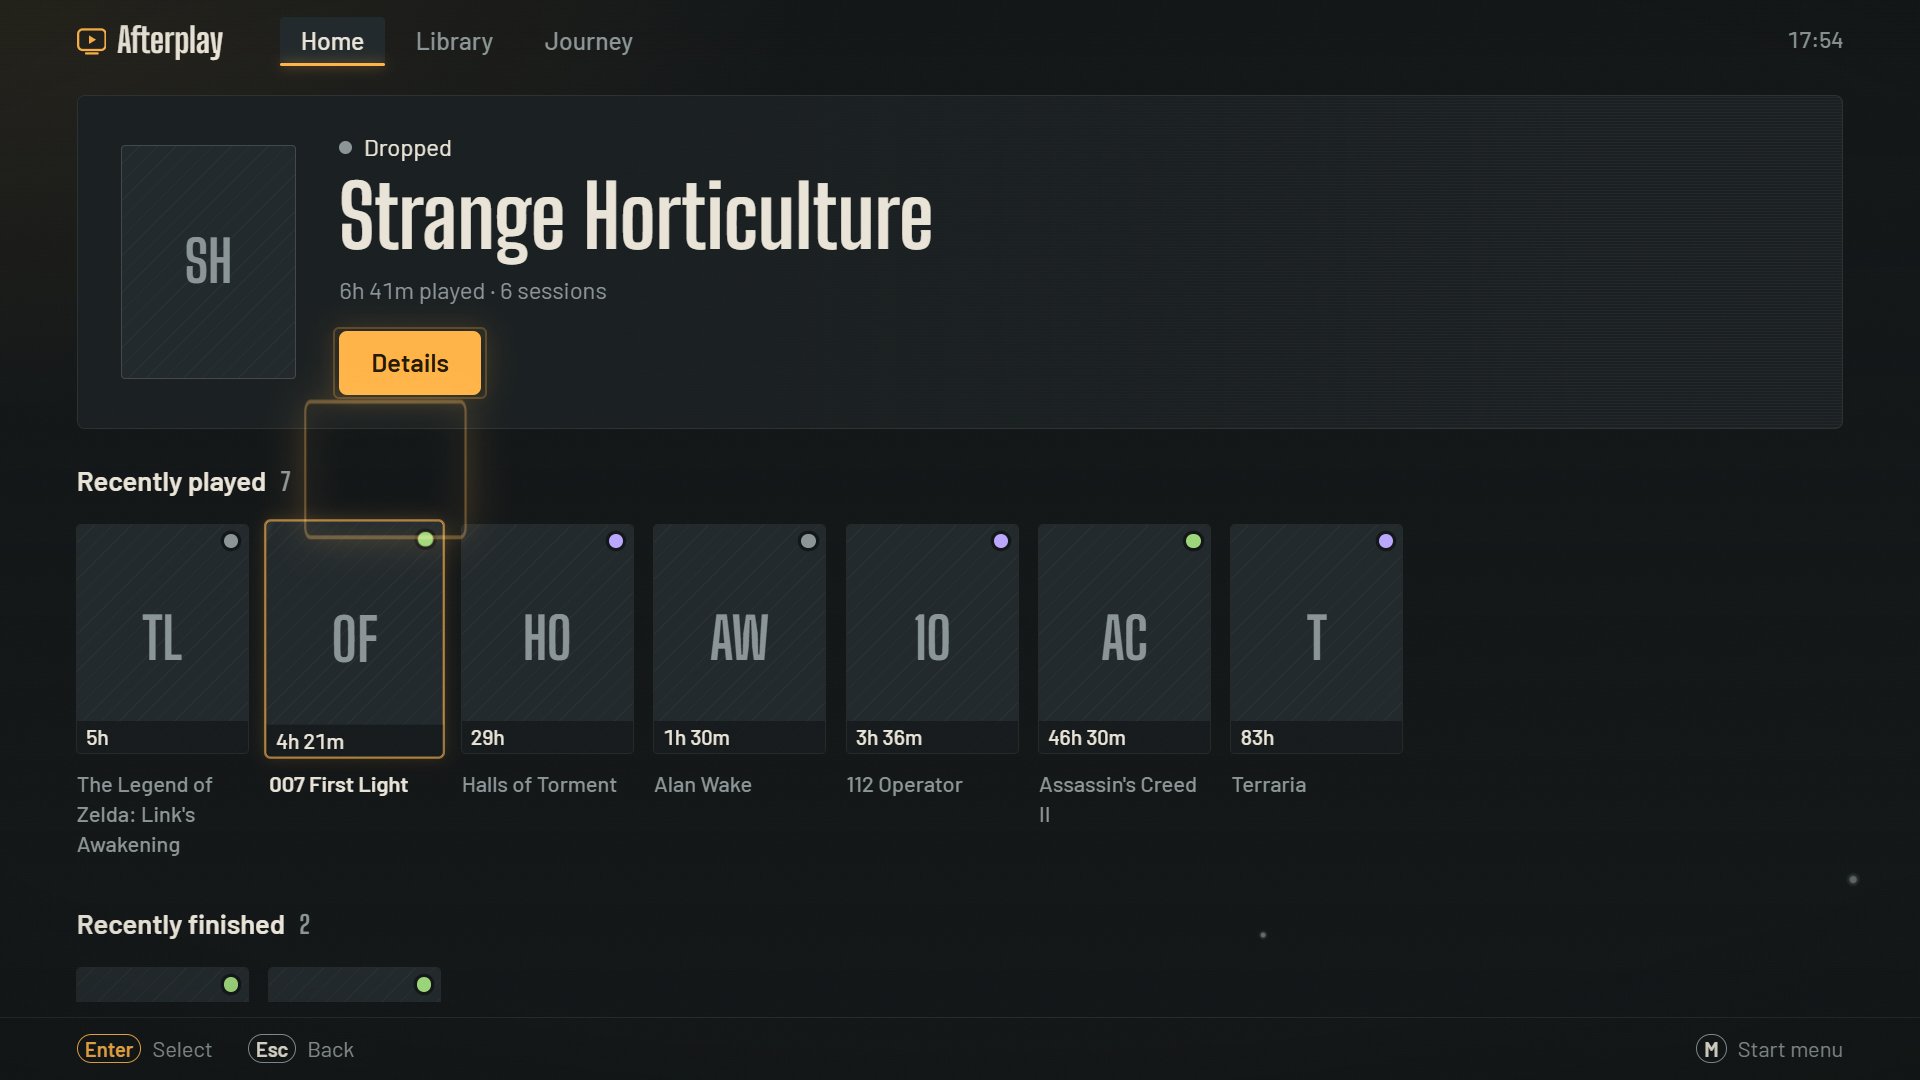 Afterplay
Home
Library
Journey
17:54
SH
Dropped
Strange Horticulture
6h 41m played · 6 sessions
Details
Recently played 7
TL
OF
HO
AW
1O
AC
T
5h
4h 21m
29h
1h 30m
3h 36m
46h 30m
83h
The Legend of
Zelda: Link's
Awakening
007 First Light
Halls of Torment
Alan Wake
112 Operator
Assassin's Creed
II
Terraria
Recently finished 2
Enter Select
Esc Back
M Start menu